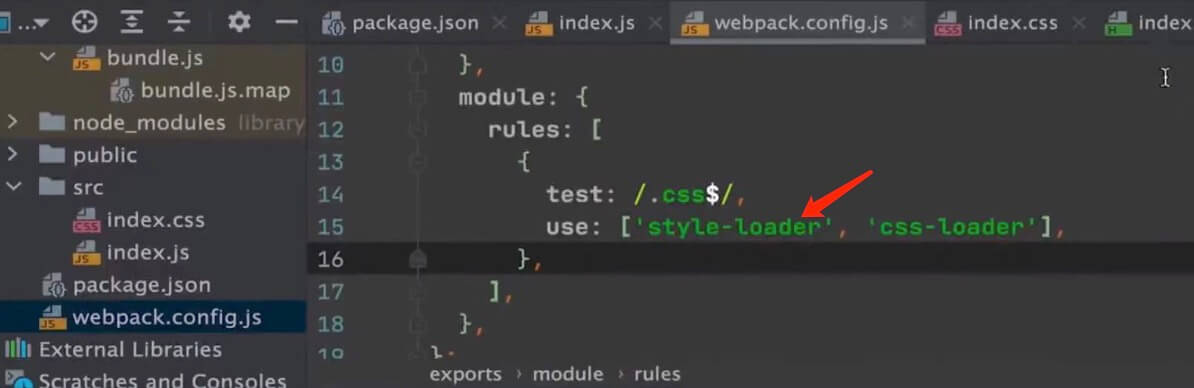 package.json index.js webpack.config.js index.css index
bundle.js
bundle.js.map
node_modules library
public
src
index.css
index.js
package.json
webpack.config.js
External Libraries
Scratches and Consoles
10 },
11 module: {
12 rules: [
13 {
14 test: /.css$/,
15 use: ['style-loader', 'css-loader'],
16 },
17 ],
18 },
19 };
exports › module › rules